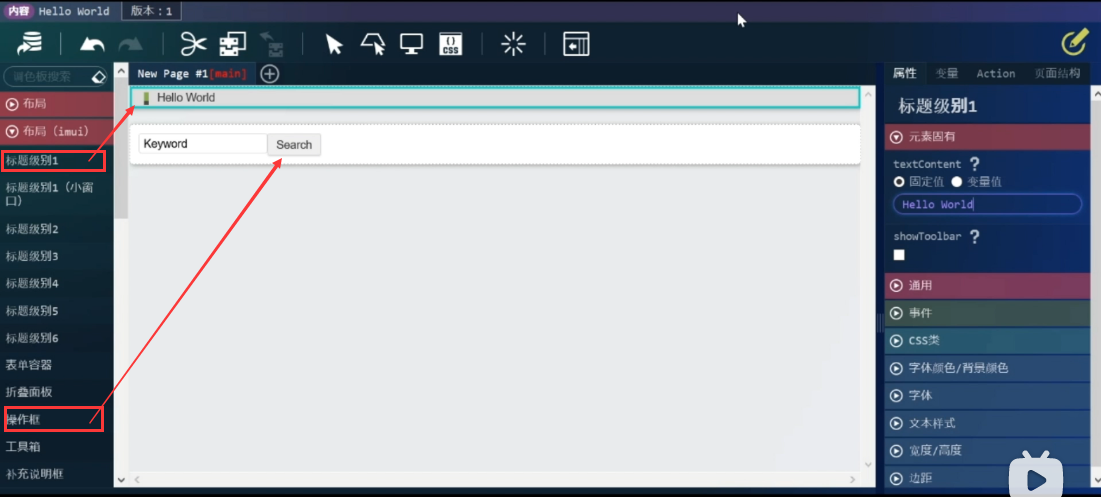 内容 Hello World 版本：1
{} CSS
调色板搜索
New Page #1[main]
布局
布局（imui）
标题级别1
标题级别1（小窗
口）
标题级别2
标题级别3
标题级别4
标题级别5
标题级别6
表单容器
折叠面板
操作框
工具箱
补充说明框
Hello World
Keyword Search
属性 变量 Action 页面结构
标题级别1
元素固有
textContent ?
固定值 变量值
Hello World
showToolbar ?
通用
事件
CSS类
字体颜色/背景颜色
字体
文本样式
宽度/高度
边距